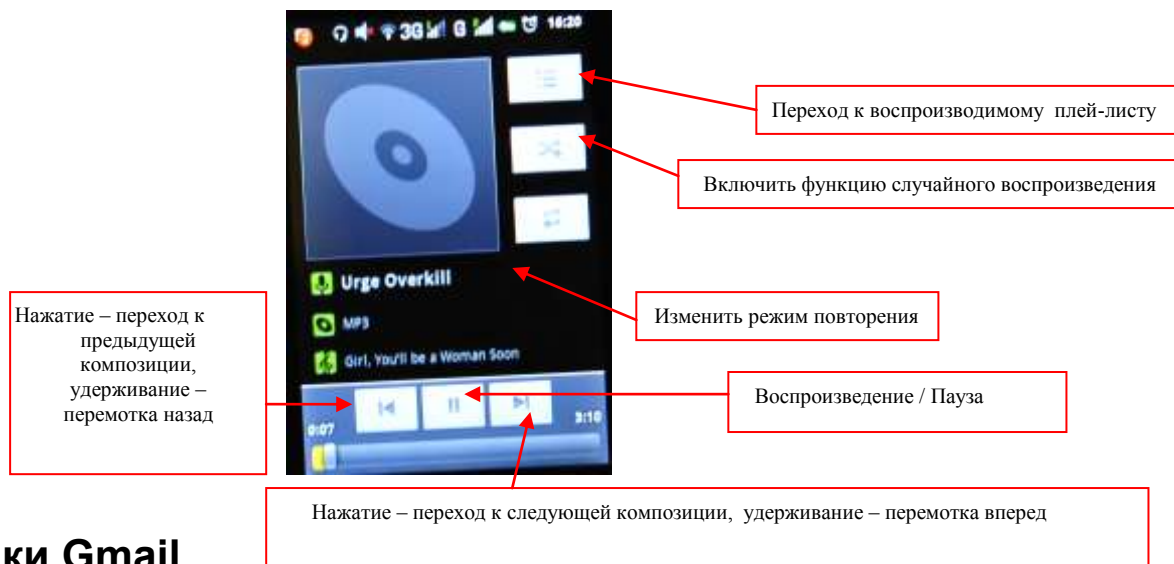 3G G 16:20
Переход к воспроизводимому плей-листу
Включить функцию случайного воспроизведения
Urge Overkill
MP3
Girl, You'll be a Woman Soon
Изменить режим повторения
Нажатие – переход к
предыдущей
композиции,
удерживание –
перемотка назад
Воспроизведение / Пауза
0:07 3:10
Нажатие – переход к следующей композиции, удерживание – перемотка вперед
ки Gmail